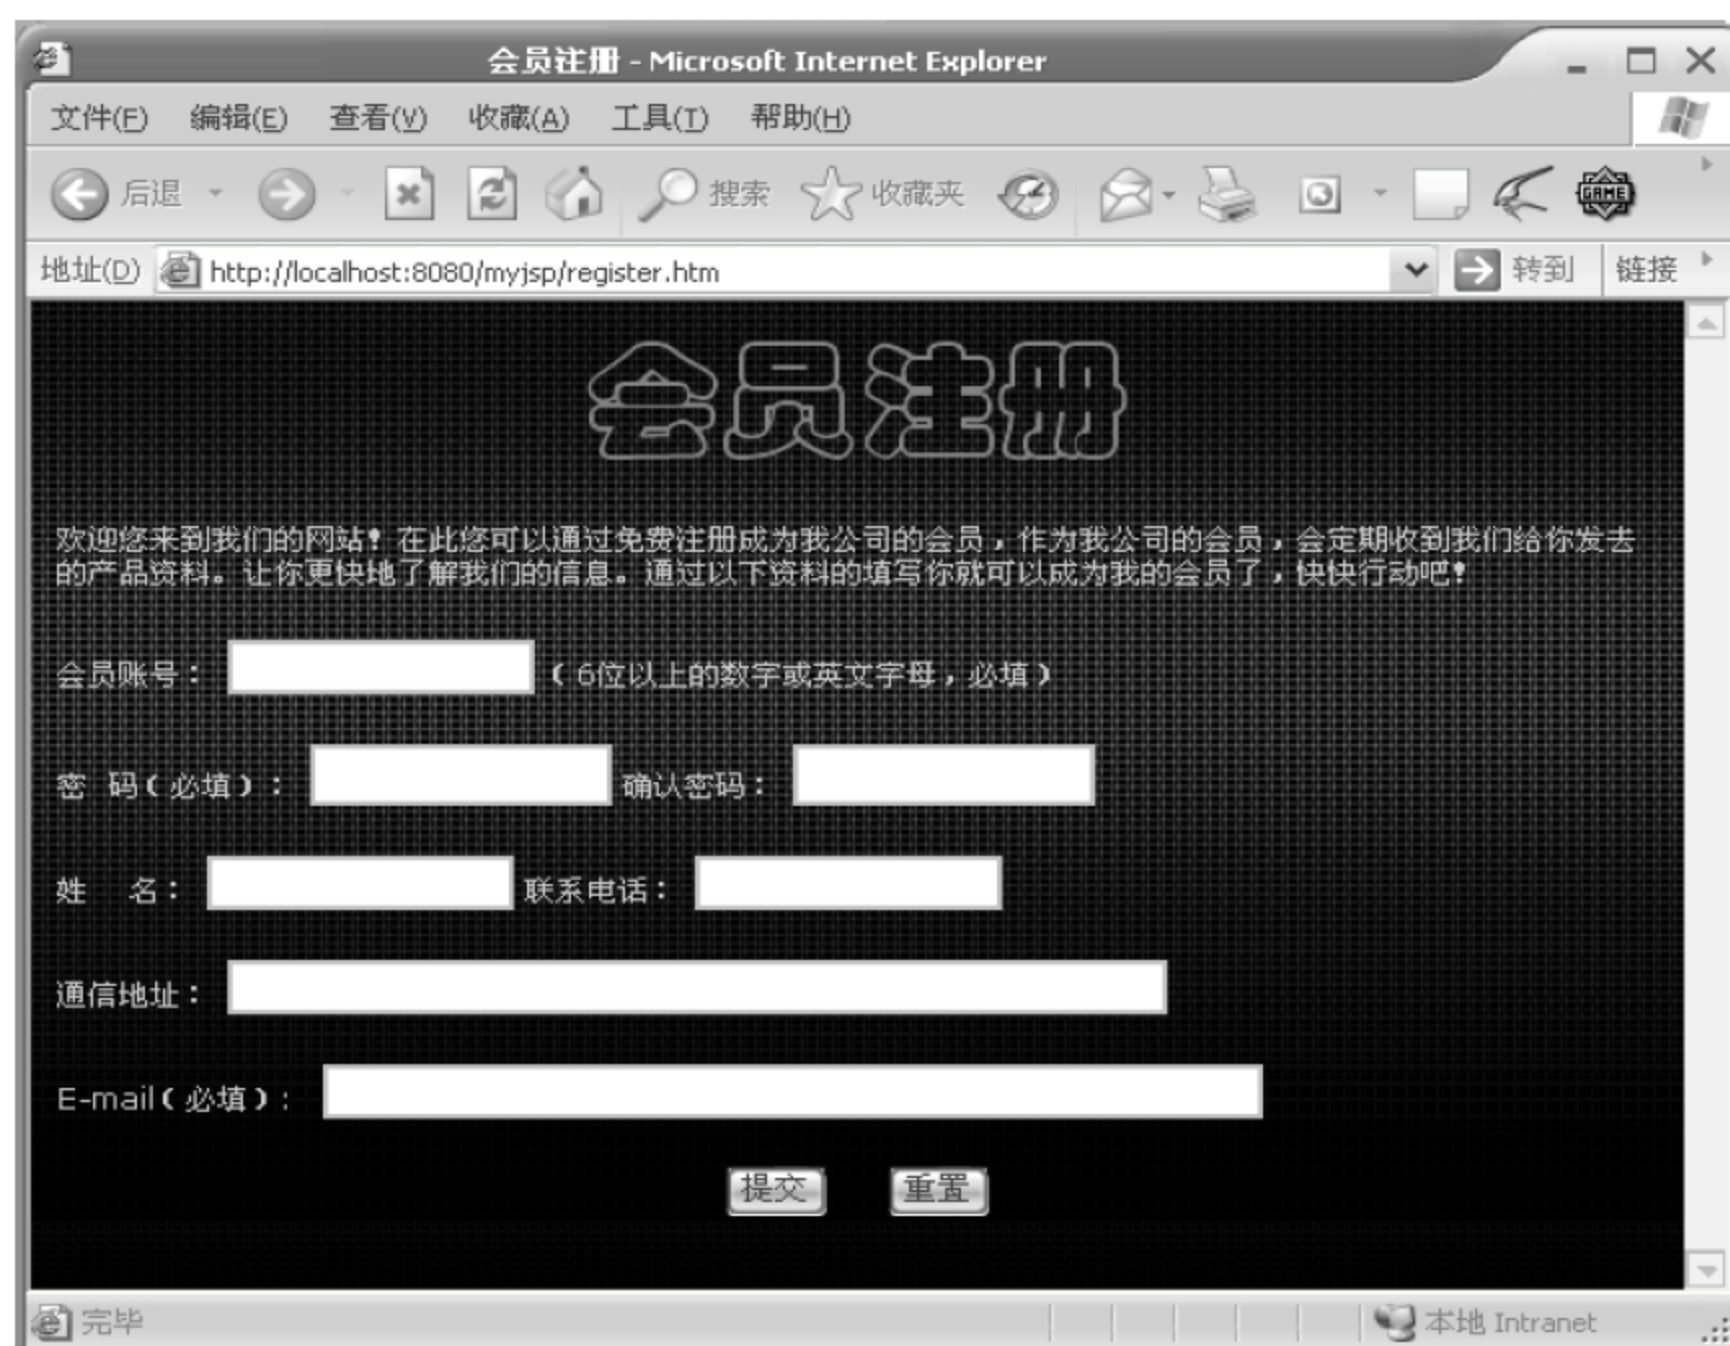 会员注册 - Microsoft Internet Explorer
文件(F) 编辑(E) 查看(V) 收藏(A) 工具(T) 帮助(H)
后退 搜索 收藏夹 GAME
地址(D) http://localhost:8080/myjsp/register.htm 转到 链接
会员注册
欢迎您来到我们的网站！在此您可以通过免费注册成为我公司的会员，作为我公司的会员，会定期收到我们给你发去
的产品资料。让你更快地了解我们的信息。通过以下资料的填写你就可以成为我的会员了，快快行动吧！
会员账号： （6位以上的数字或英文字母，必填）
密 码（必填）： 确认密码：
姓 名： 联系电话：
通信地址：
E-mail（必填）:
提交 重置
完毕 本地 Intranet